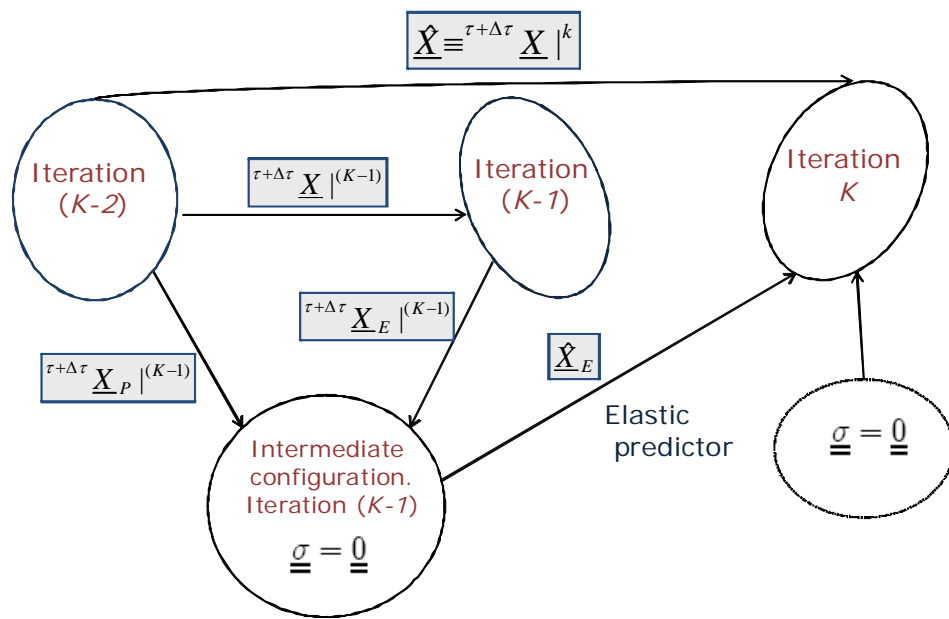 X̂ ≡ ^{τ+Δτ} X |^k
Iteration
(K-2)
^{τ+Δτ} X |^{(K−1)}
Iteration
(K-1)
Iteration
K
^{τ+Δτ} X_E |^{(K−1)}
^{τ+Δτ} X_P |^{(K−1)}
X̂_E
Elastic
predictor
Intermediate
configuration.
Iteration (K-1)
σ = 0
σ = 0